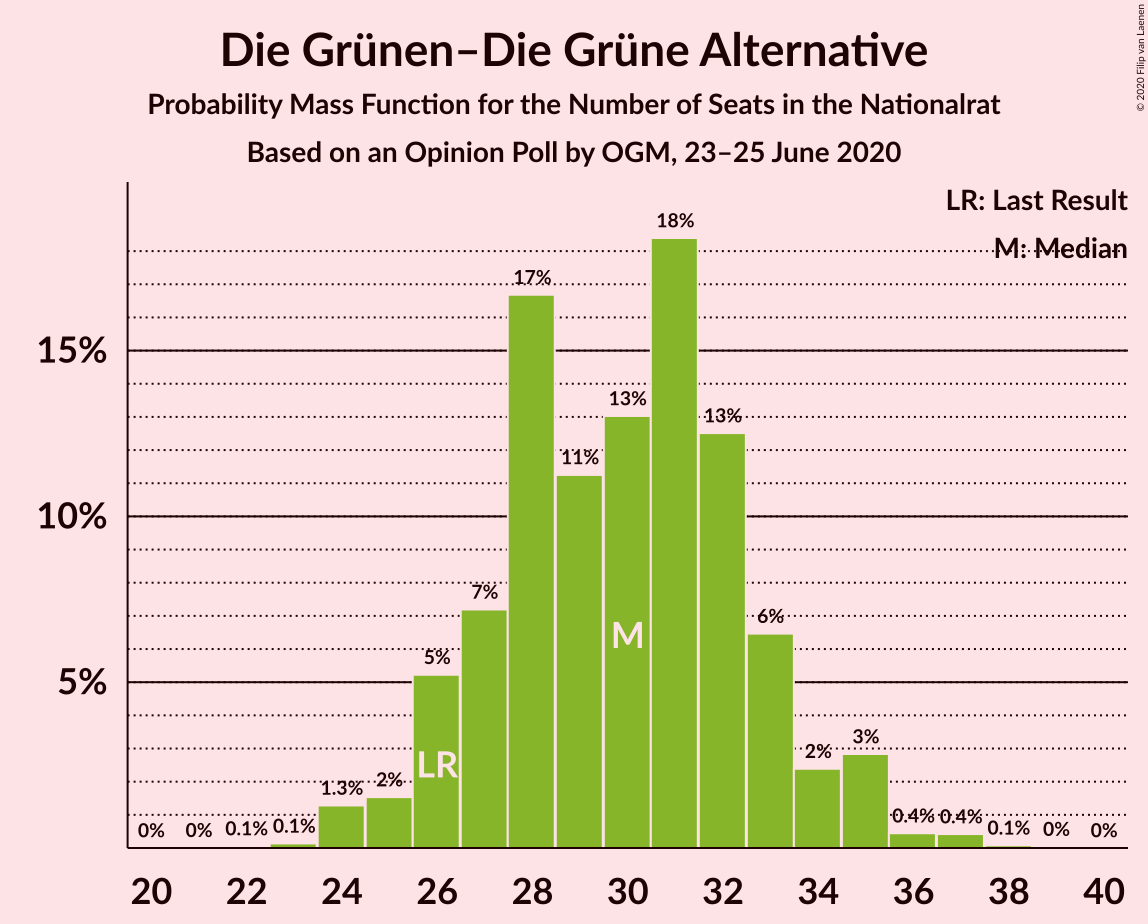 Die Grünen–Die Grüne Alternative
Probability Mass Function for the Number of Seats in the Nationalrat
Based on an Opinion Poll by OGM, 23–25 June 2020
© 2020 Filip van Laenen
LR: Last Result
M: Median
15%
10%
5%
0%
0%
0.1%
0.1%
1.3%
2%
5%
7%
17%
11%
13%
18%
13%
6%
2%
3%
0.4%
0.4%
0.1%
0%
0%
LR
M
20 22 24 26 28 30 32 34 36 38 40